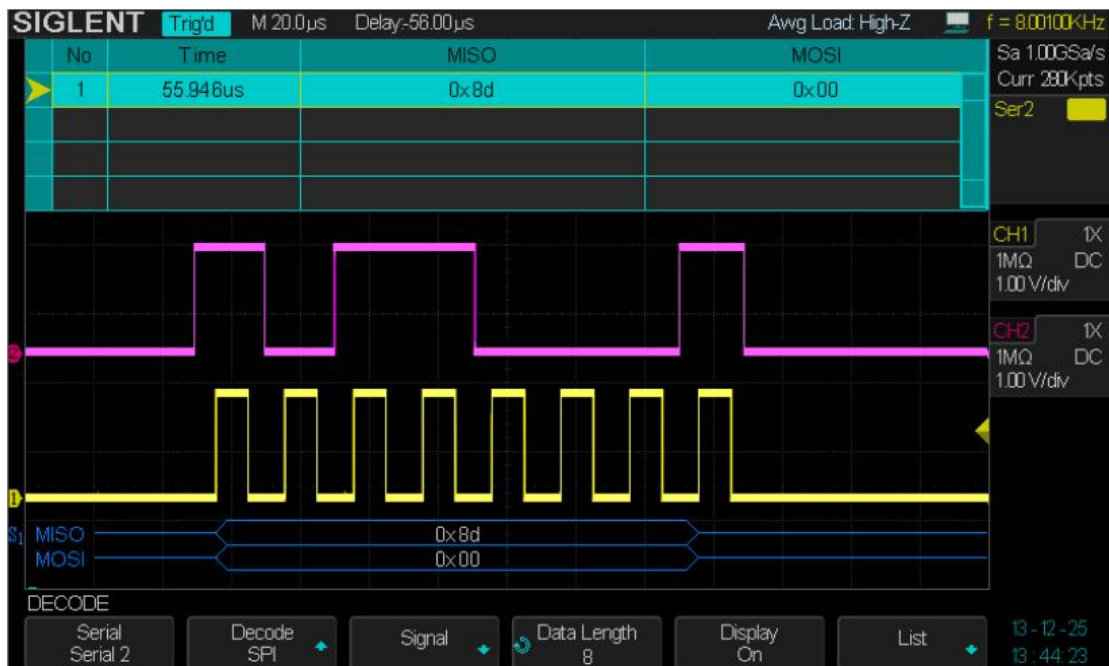 SIGLENT Trig'd M 20.0µs Delay:-56.00µs Awg Load: High-Z f = 8.00100KHz
No Time MISO MOSI
1 55.946us 0x8d 0x00
Sa 1.00GSa/s
Curr 280Kpts
Ser2
CH1 1X
1MΩ DC
1.00 V/div
CH2 1X
1MΩ DC
1.00 V/div
2
1
S1 MISO 0x8d
MOSI 0x00
DECODE
Serial
Serial 2
Decode
SPI
Signal
Data Length
8
Display
On
List
13-12-25
13:44:23